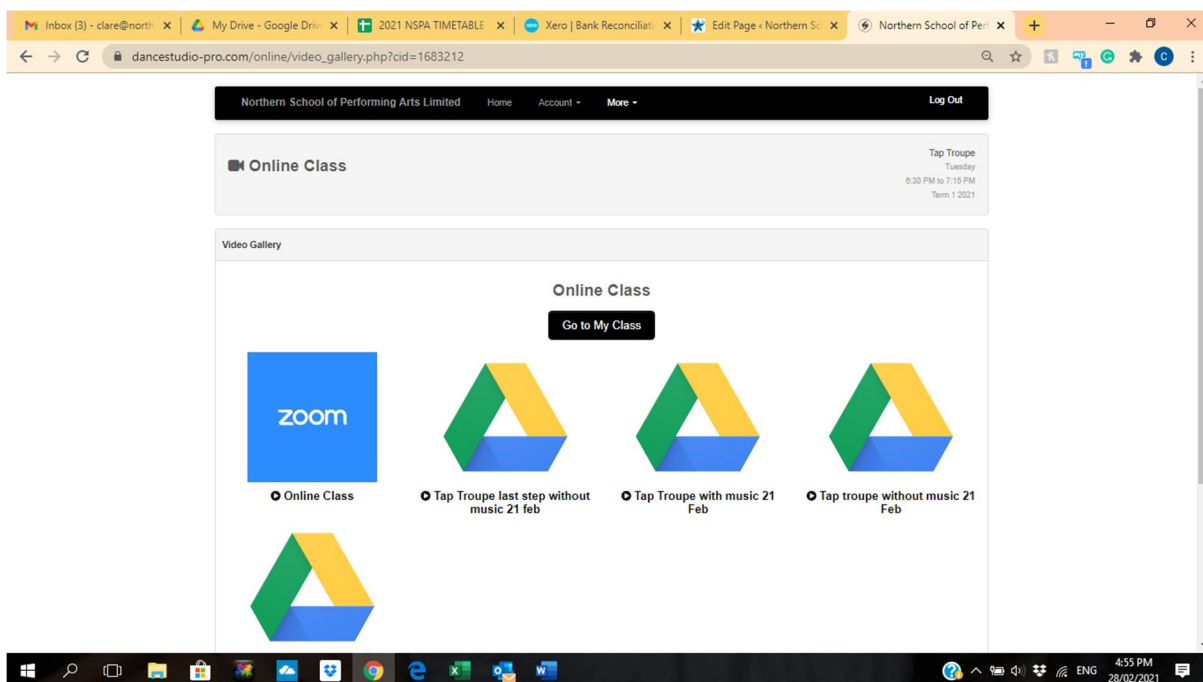 Inbox (3) - clare@north
My Drive - Google Driv
2021 NSPA TIMETABLE
Xero | Bank Reconciliati
Edit Page ‹ Northern Sc
Northern School of Perf
dancestudio-pro.com/online/video_gallery.php?cid=1683212
C
Northern School of Performing Arts Limited Home Account More Log Out
Online Class
Tap Troupe
Tuesday
6:30 PM to 7:15 PM
Term 1 2021
Video Gallery
Online Class
Go to My Class
zoom
Online Class
Tap Troupe last step without
music 21 feb
Tap Troupe with music 21
Feb
Tap troupe without music 21
Feb
ENG
4:55 PM
28/02/2021